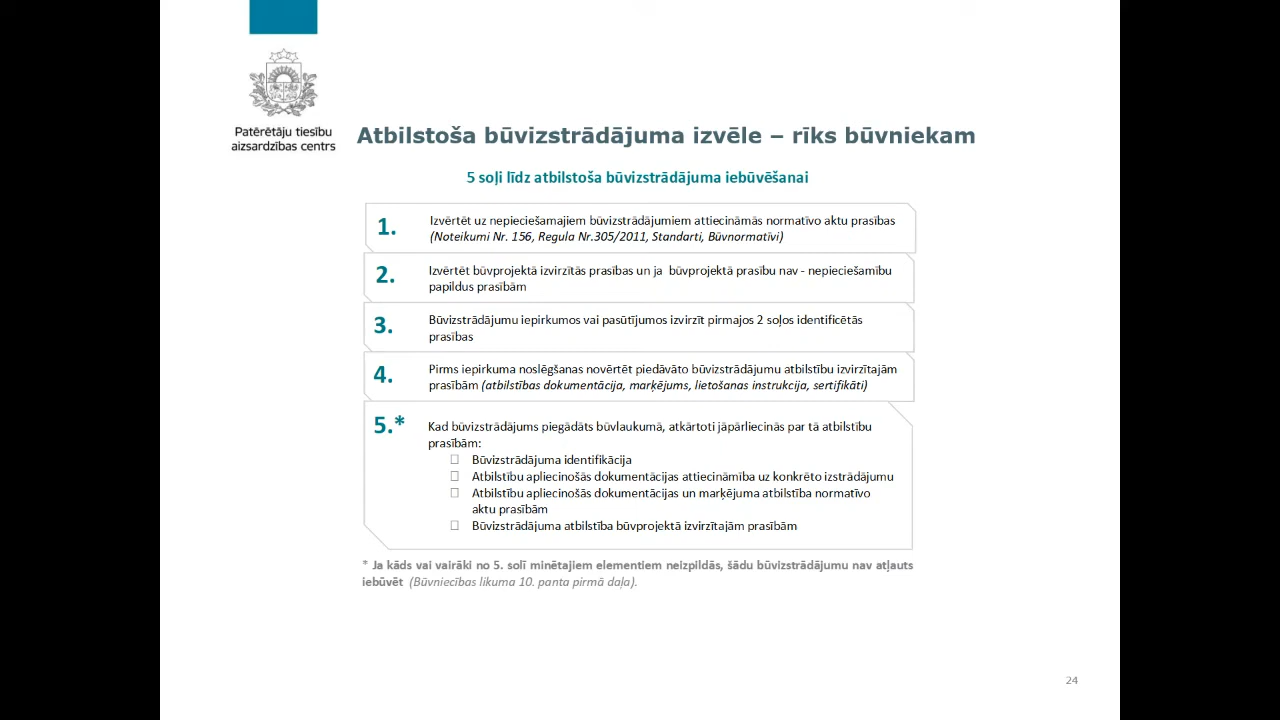 Patērētāju tiesību
aizsardzības centrs
Atbilstoša būvizstrādājuma izvēle – rīks būvniekam
5 soļi līdz atbilstoša būvizstrādājuma iebūvēšanai
1.
Izvērtēt uz nepieciešamajiem būvizstrādājumiem attiecināmās normatīvo aktu prasības
(Noteikumi Nr. 156, Regula Nr.305/2011, Standarti, Būvnormatīvi)
2.
Izvērtēt būvprojektā izvirzītās prasības un ja būvprojektā prasību nav - nepieciešamību
papildus prasībām
3.
Būvizstrādājumu iepirkumos vai pasūtījumos izvirzīt pirmajos 2 soļos identificētās
prasības
4.
Pirms iepirkuma noslēgšanas novērtēt piedāvāto būvizstrādājumu atbilstību izvirzītajām
prasībām (atbilstības dokumentācija, marķējums, lietošanas instrukcija, sertifikāti)
5.*
Kad būvizstrādājums piegādāts būvlaukumā, atkārtoti jāpārliecinās par tā atbilstību
prasībām:
□ Būvizstrādājuma identifikācija
□ Atbilstību apliecinošās dokumentācijas attiecināmība uz konkrēto izstrādājumu
□ Atbilstību apliecinošās dokumentācijas un marķējuma atbilstība normatīvo
aktu prasībām
□ Būvizstrādājuma atbilstība būvprojektā izvirzītajām prasībām
* Ja kāds vai vairāki no 5. solī minētajiem elementiem neizpildās, šādu būvizstrādājumu nav atļauts
iebūvēt (Būvniecības likuma 10. panta pirmā daļa).
24